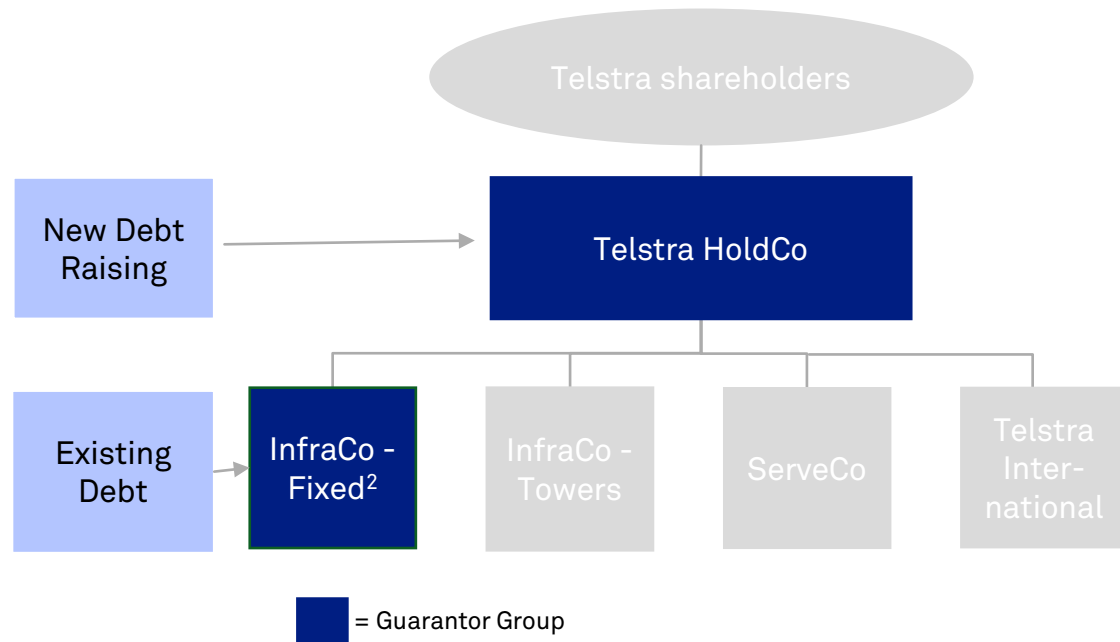 Telstra shareholders
New Debt
Raising
Telstra HoldCo
Existing
Debt
InfraCo -
Fixed²
InfraCo -
Towers
ServeCo
Telstra
Inter-
national
= Guarantor Group